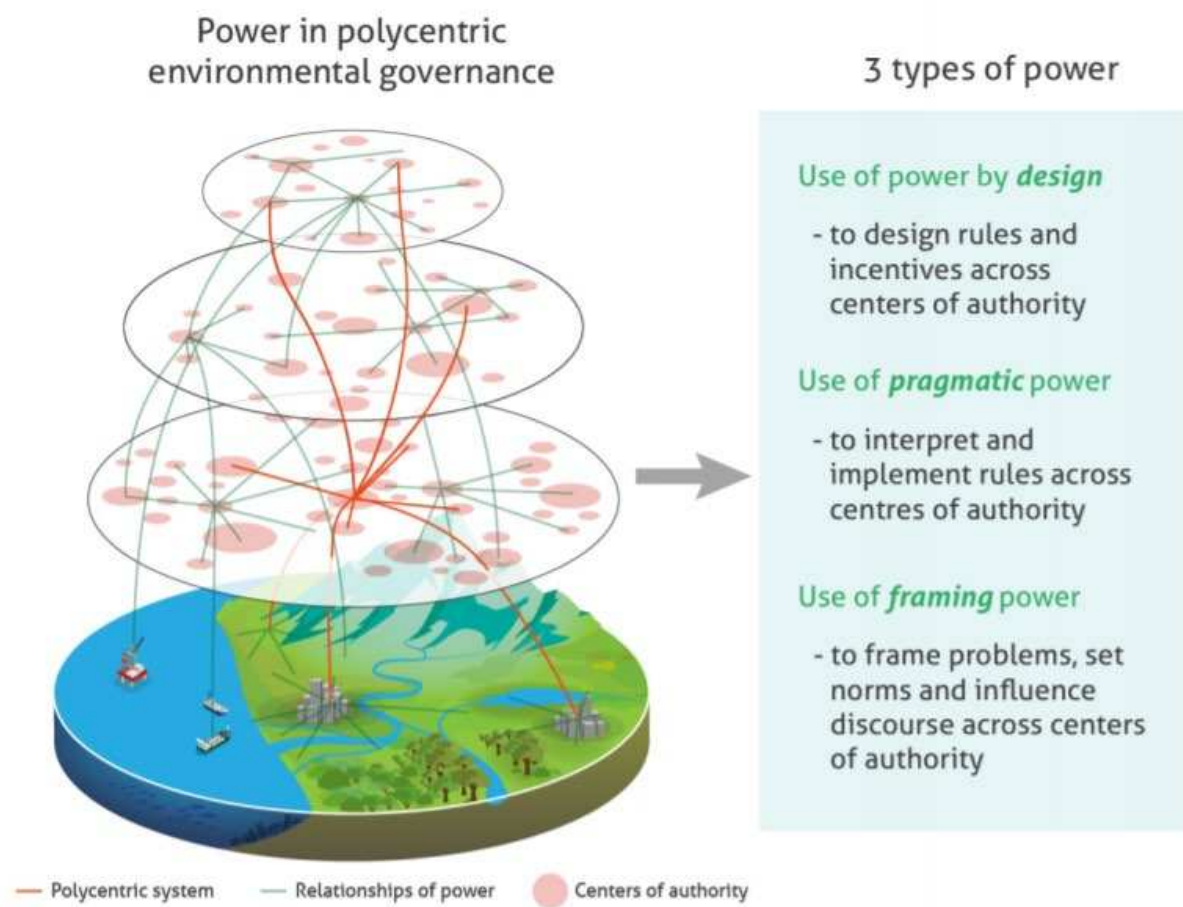 Power in polycentric
environmental governance
3 types of power
Use of power by design
- to design rules and
incentives across
centers of authority
Use of pragmatic power
- to interpret and
implement rules across
centres of authority
Use of framing power
- to frame problems, set
norms and influence
discourse across centers
of authority
Polycentric system
Relationships of power
Centers of authority